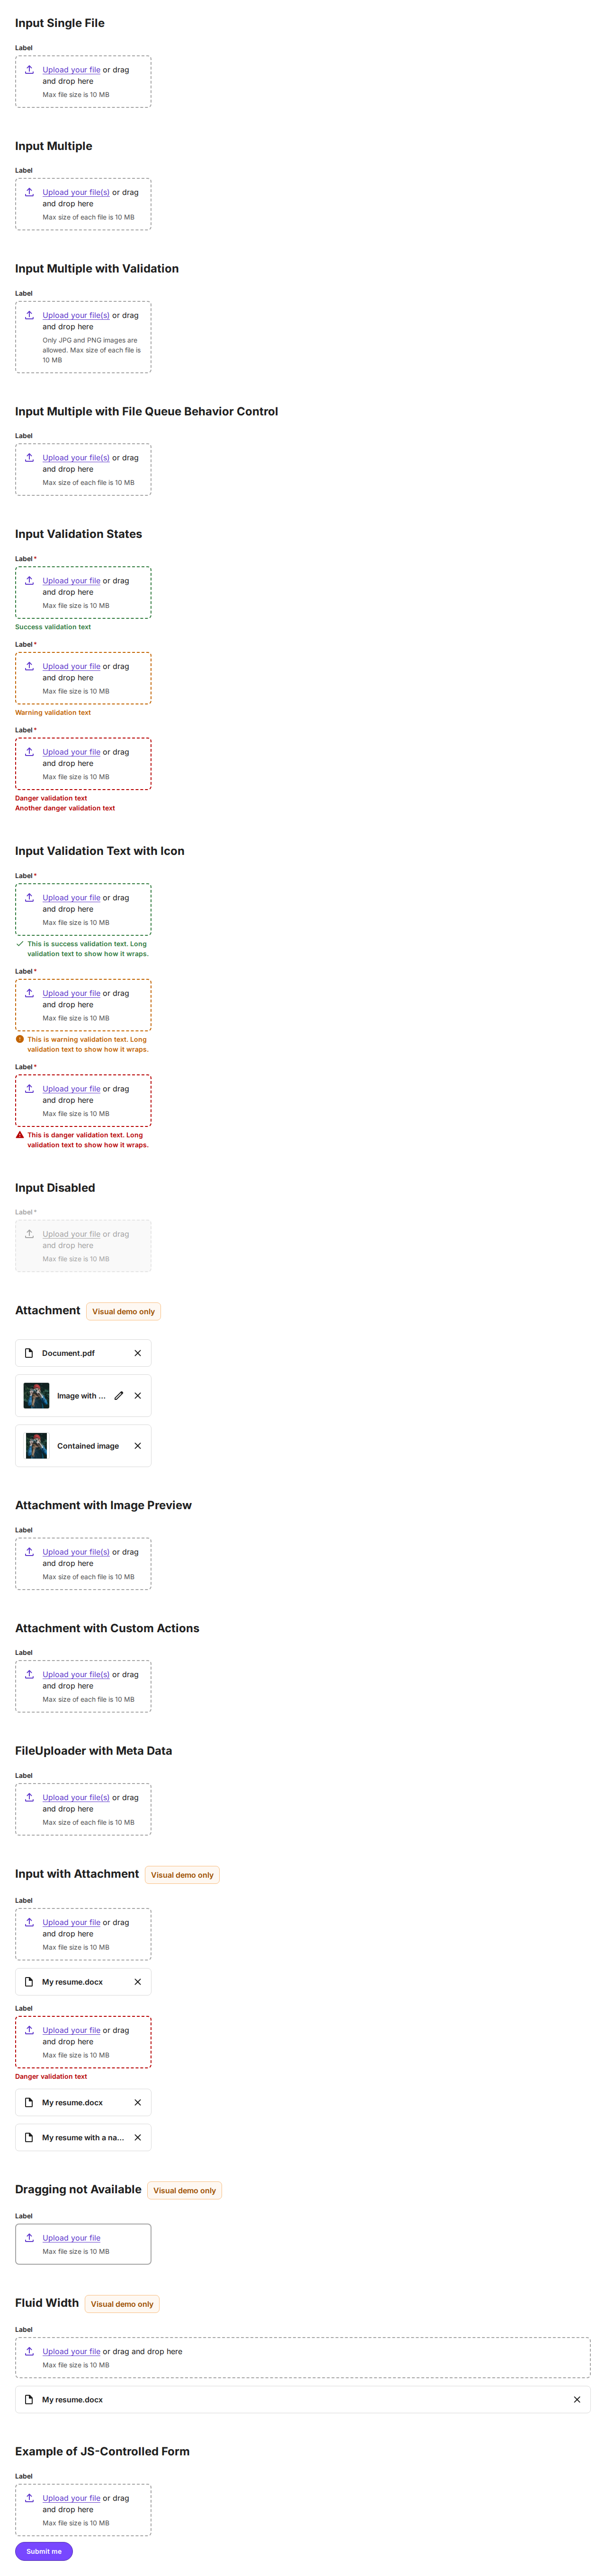 Input Single File
Label
Upload your file or drag
and drop here
Max file size is 10 MB
Input Multiple
Label
Upload your file(s) or drag
and drop here
Max size of each file is 10 MB
Input Multiple with Validation
Label
Upload your file(s) or drag
and drop here
Only JPG and PNG images are
allowed. Max size of each file is
10 MB
Input Multiple with File Queue Behavior Control
Label
Upload your file(s) or drag
and drop here
Max size of each file is 10 MB
Input Validation States
Label*
Upload your file or drag
and drop here
Max file size is 10 MB
Success validation text
Label*
Upload your file or drag
and drop here
Max file size is 10 MB
Warning validation text
Label*
Upload your file or drag
and drop here
Max file size is 10 MB
Danger validation text
Another danger validation text
Input Validation Text with Icon
Label*
Upload your file or drag
and drop here
Max file size is 10 MB
This is success validation text. Long
validation text to show how it wraps.
Label*
Upload your file or drag
and drop here
Max file size is 10 MB
This is warning validation text. Long
validation text to show how it wraps.
Label*
Upload your file or drag
and drop here
Max file size is 10 MB
This is danger validation text. Long
validation text to show how it wraps.
Input Disabled
Label*
Upload your file or drag
and drop here
Max file size is 10 MB
Attachment Visual demo only
Document.pdf
Image with ...
Contained image
Attachment with Image Preview
Label
Upload your file(s) or drag
and drop here
Max size of each file is 10 MB
Attachment with Custom Actions
Label
Upload your file(s) or drag
and drop here
Max size of each file is 10 MB
FileUploader with Meta Data
Label
Upload your file(s) or drag
and drop here
Max size of each file is 10 MB
Input with Attachment Visual demo only
Label
Upload your file or drag
and drop here
Max file size is 10 MB
My resume.docx
Label
Upload your file or drag
and drop here
Max file size is 10 MB
Danger validation text
My resume.docx
My resume with a na...
Dragging not Available Visual demo only
Label
Upload your file
Max file size is 10 MB
Fluid Width Visual demo only
Label
Upload your file or drag and drop here
Max file size is 10 MB
My resume.docx
Example of JS-Controlled Form
Label
Upload your file or drag
and drop here
Max file size is 10 MB
Submit me